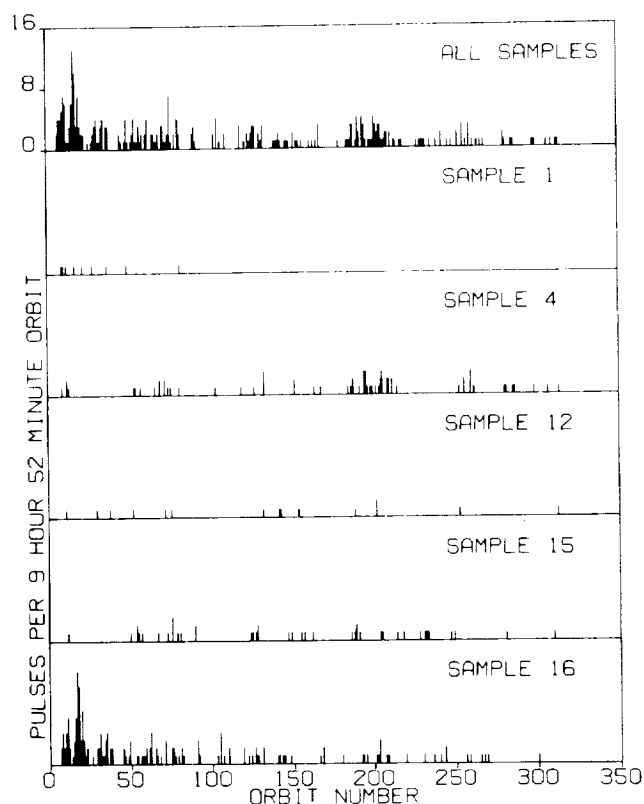 16
8
0
ALL SAMPLES
SAMPLE 1
SAMPLE 4
SAMPLE 12
SAMPLE 15
SAMPLE 16
PULSES PER 9 HOUR 52 MINUTE ORBIT
0 50 100 150 200 250 300 350
ORBIT NUMBER